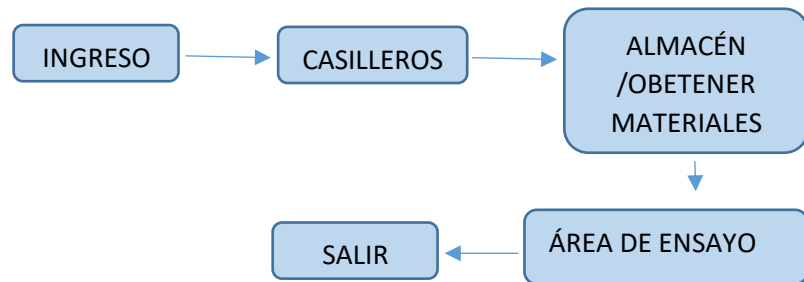 INGRESO
CASILLEROS
ALMACÉN
/OBETENER
MATERIALES
ÁREA DE ENSAYO
SALIR